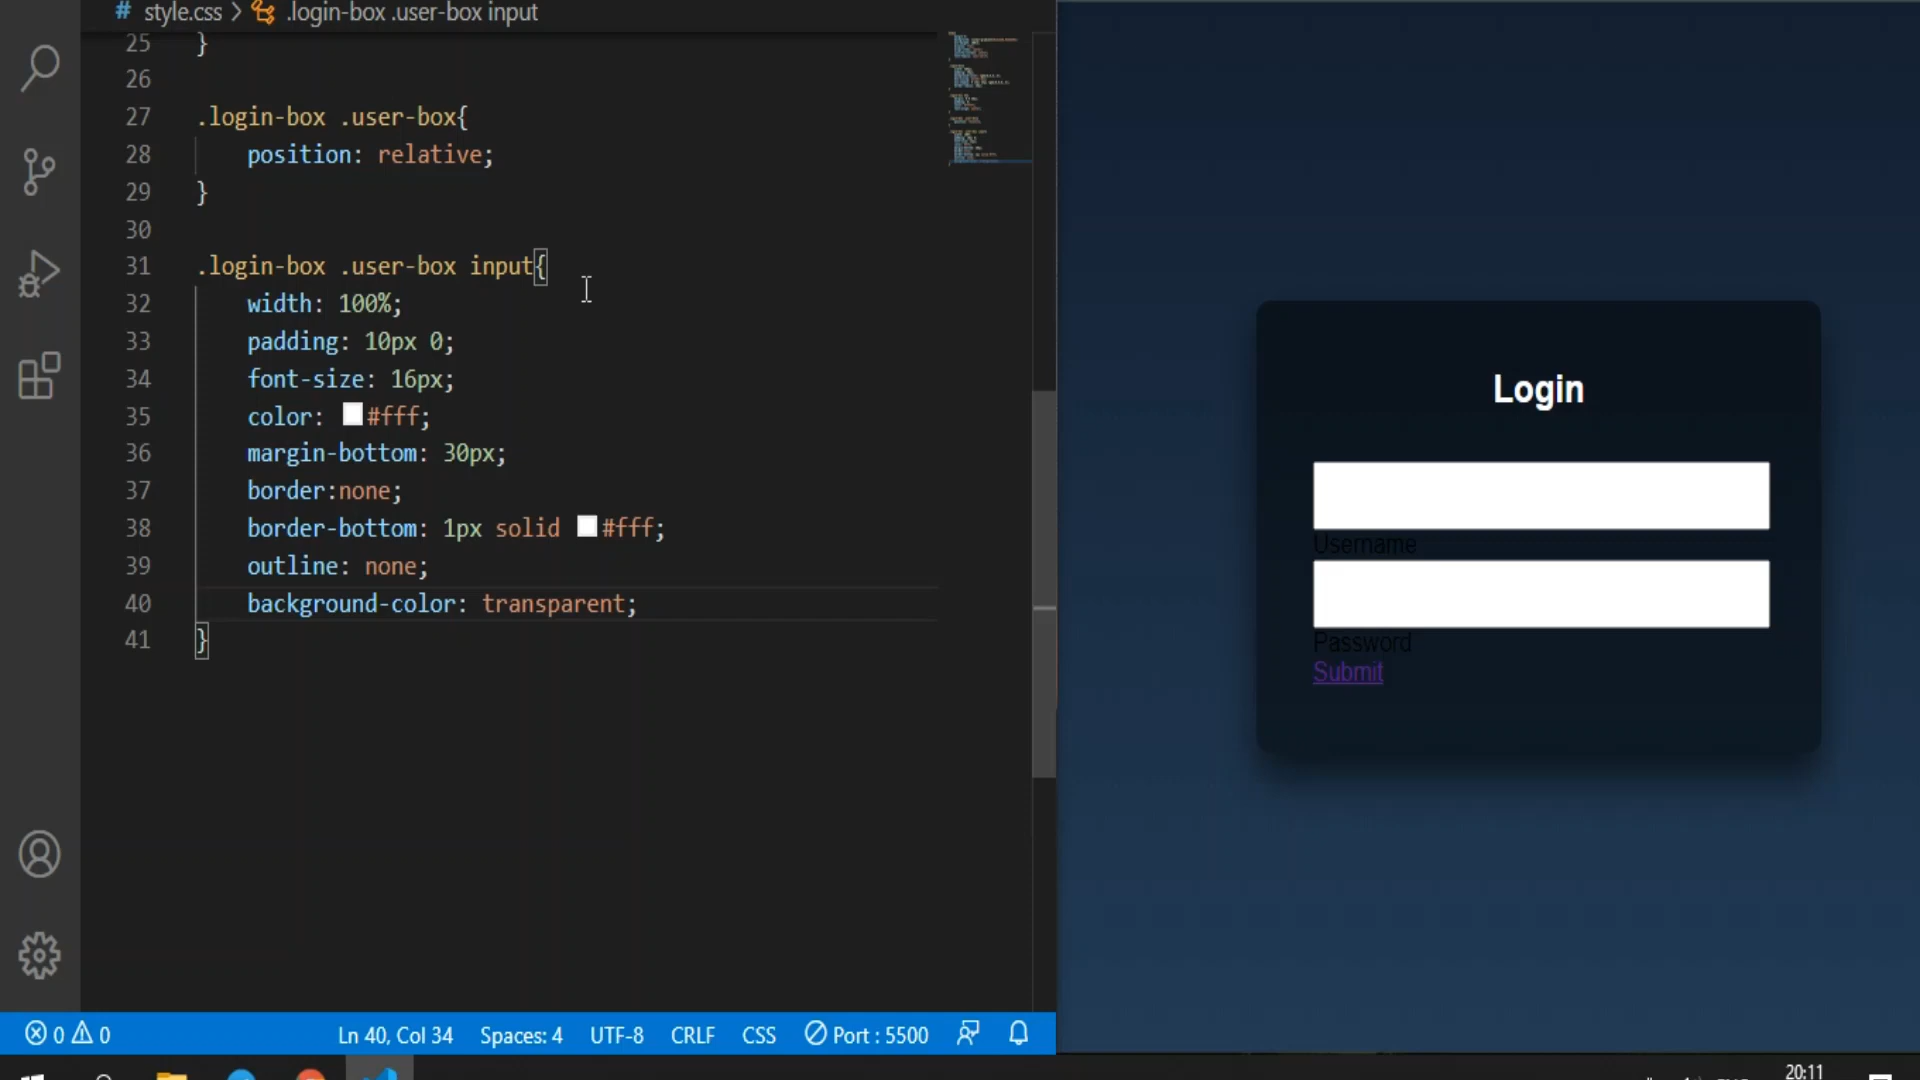 # style.css > .login-box .user-box input
25 }
26
27 .login-box .user-box{
28 position: relative;
29 }
30
31 .login-box .user-box input{
32 width: 100%;
33 padding: 10px 0;
34 font-size: 16px;
35 color: #fff;
36 margin-bottom: 30px;
37 border:none;
38 border-bottom: 1px solid #fff;
39 outline: none;
40 background-color: transparent;
41 }
0 0 Ln 40, Col 34 Spaces: 4 UTF-8 CRLF CSS Port : 5500
Login
Username
Password
Submit
20:11